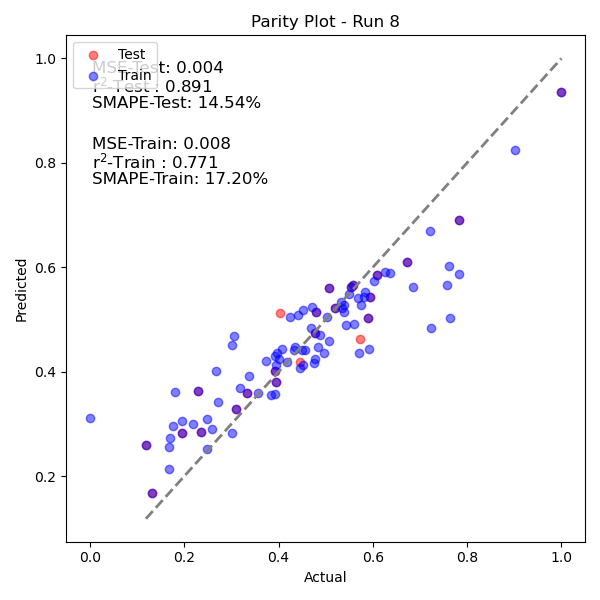 Parity Plot - Run 8
Test
Train
MSE-Test: 0.004
r²-Test : 0.891
SMAPE-Test: 14.54%
MSE-Train: 0.008
r²-Train : 0.771
SMAPE-Train: 17.20%
Predicted
1.0
0.8
0.6
0.4
0.2
0.0
0.2
0.4
0.6
0.8
1.0
Actual